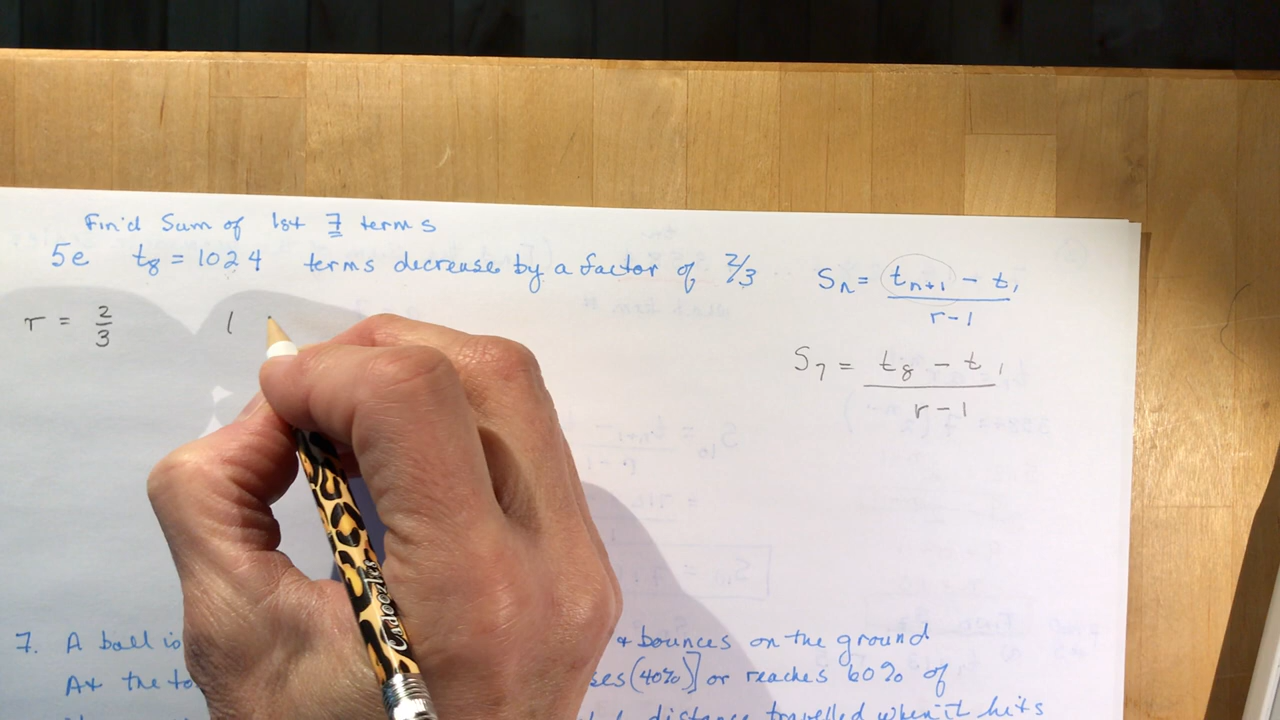 Find Sum of 1st 7 terms
5e t₈ = 1024 terms decrease by a factor of 2/3
Sₙ = (tₙ₊₁ - t₁)/(r-1)
r = 2/3
S₇ = (t₈ - t₁)/(r-1)
Csdoozles
7. A ball is & bounces on the ground
At the (40%)] or reaches 60% of
distance travelled when it hits